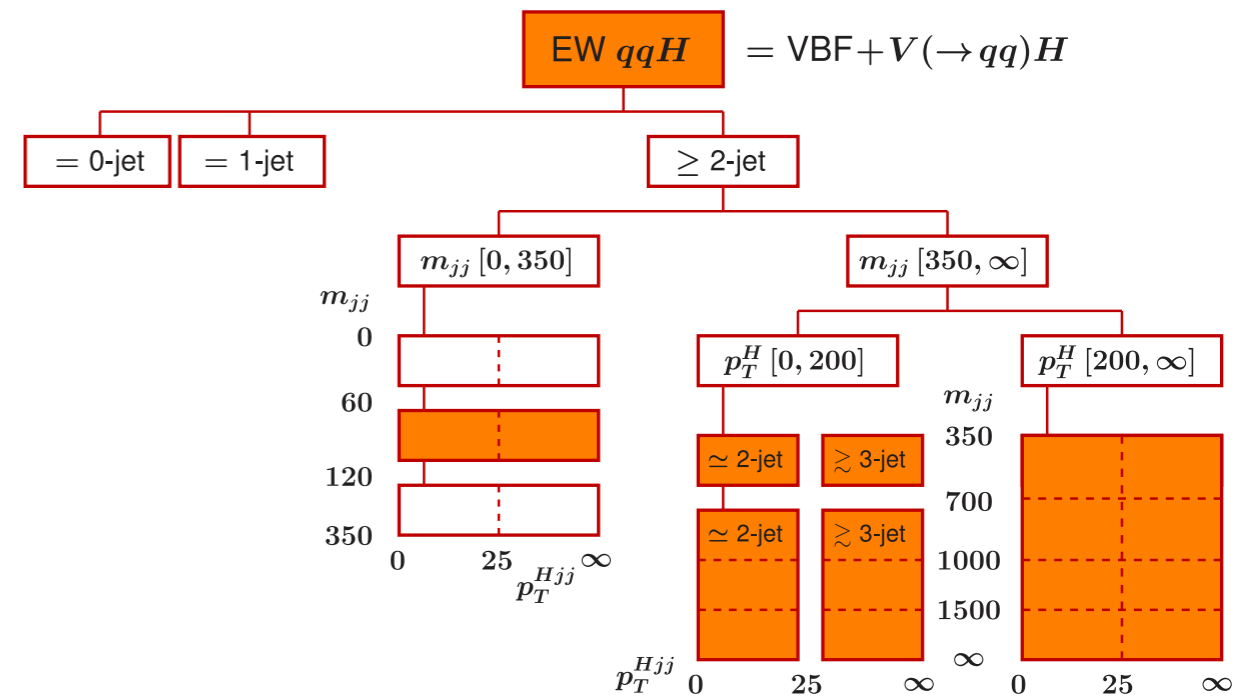 EW qqH = VBF+V(→qq)H
= 0-jet
= 1-jet
≥ 2-jet
m_jj [0, 350]
m_jj [350, ∞]
m_jj
0
60
120
350
0 25 ∞
p_T^Hjj
p_T^H [0, 200]
p_T^H [200, ∞]
≃ 2-jet
≳ 3-jet
≃ 2-jet
≳ 3-jet
m_jj
350
700
1000
1500
∞
p_T^Hjj
0 25 ∞
0 25 ∞